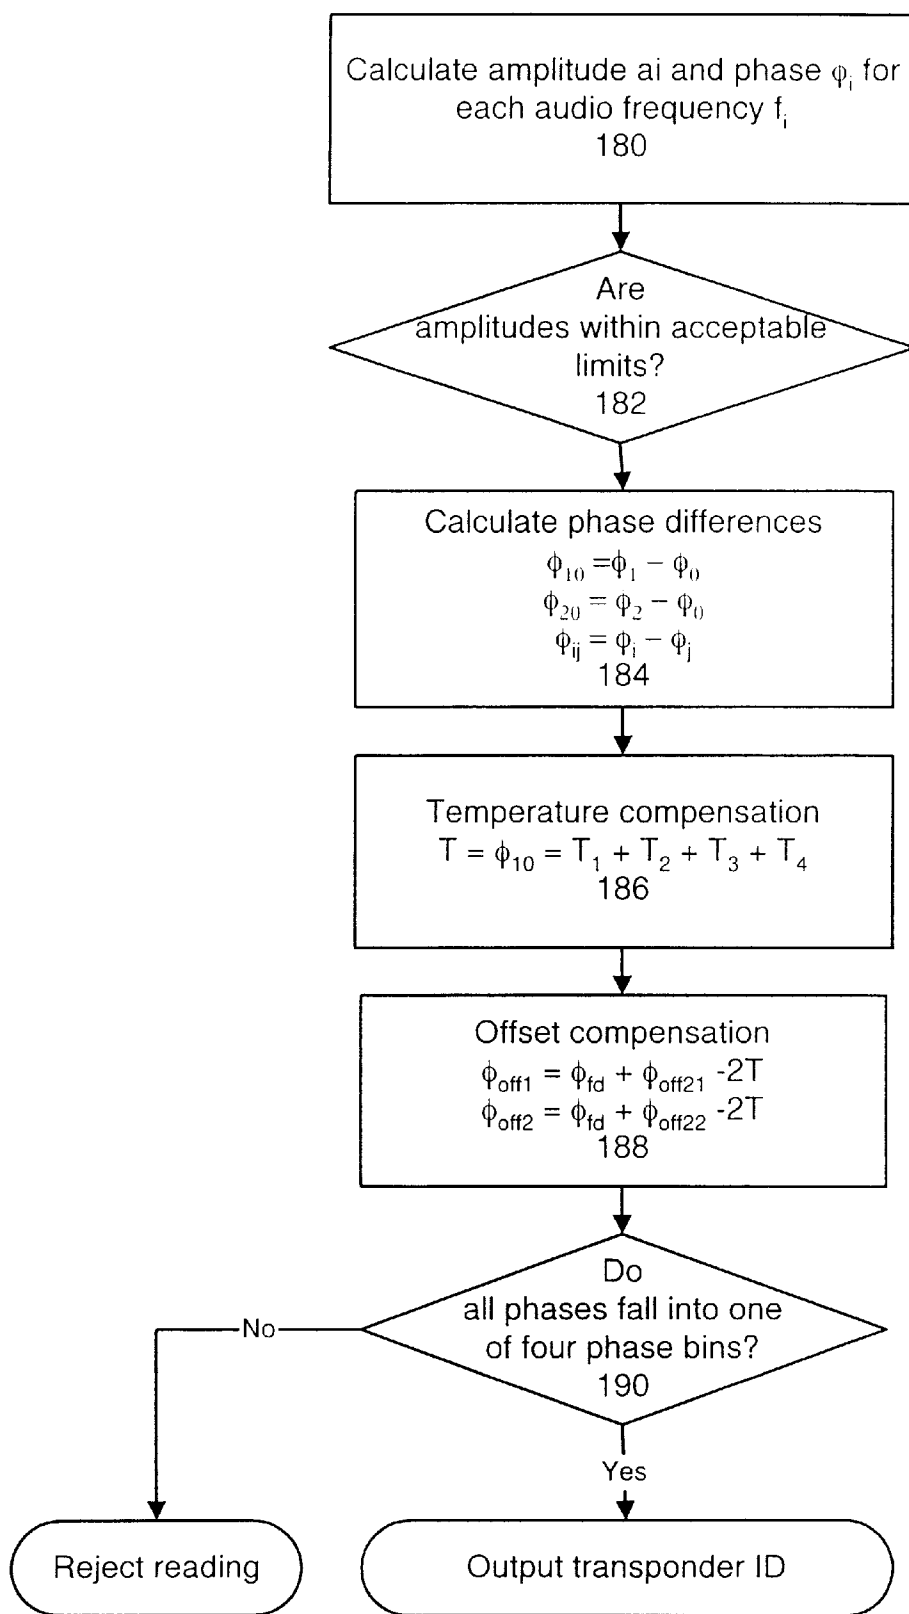 Calculate amplitude ai and phase φᵢ for
each audio frequency fᵢ
180
Are
amplitudes within acceptable
limits?
182
Calculate phase differences
ϕ₁₀ =ϕ₁ − ϕ₀
ϕ₂₀ = ϕ₂ − ϕ₀
ϕᵢⱼ = ϕᵢ − ϕⱼ
184
Temperature compensation
T = ϕ₁₀ = T₁ + T₂ + T₃ + T₄
186
Offset compensation
ϕoff1 = ϕfd + ϕoff21 -2T
ϕoff2 = ϕfd + ϕoff22 -2T
188
Do
all phases fall into one
of four phase bins?
190
No
Yes
Reject reading
Output transponder ID